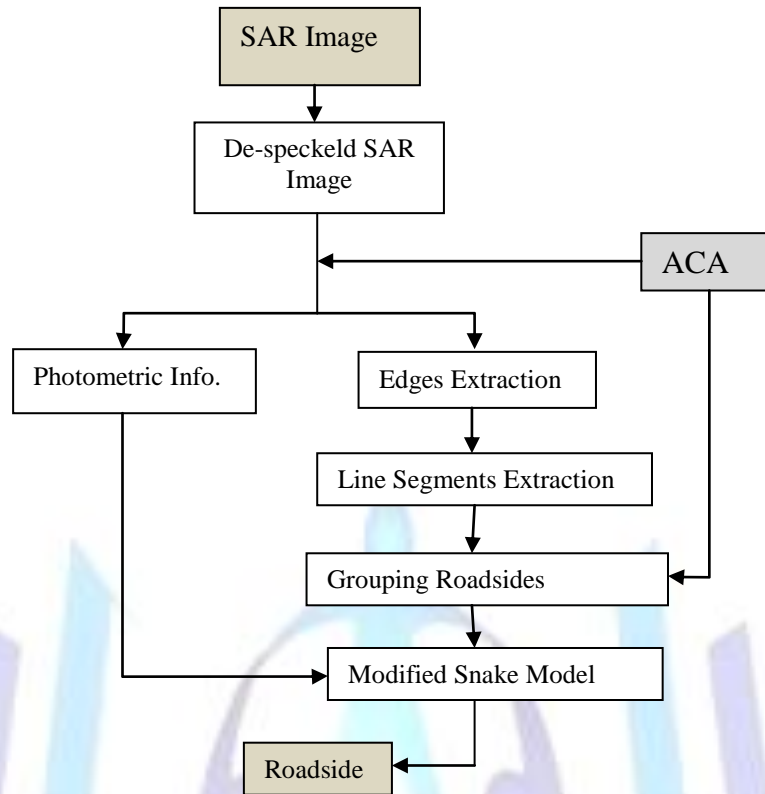 SAR Image
De-speckeld SAR
Image
ACA
Photometric Info.
Edges Extraction
Line Segments Extraction
Grouping Roadsides
Modified Snake Model
Roadside